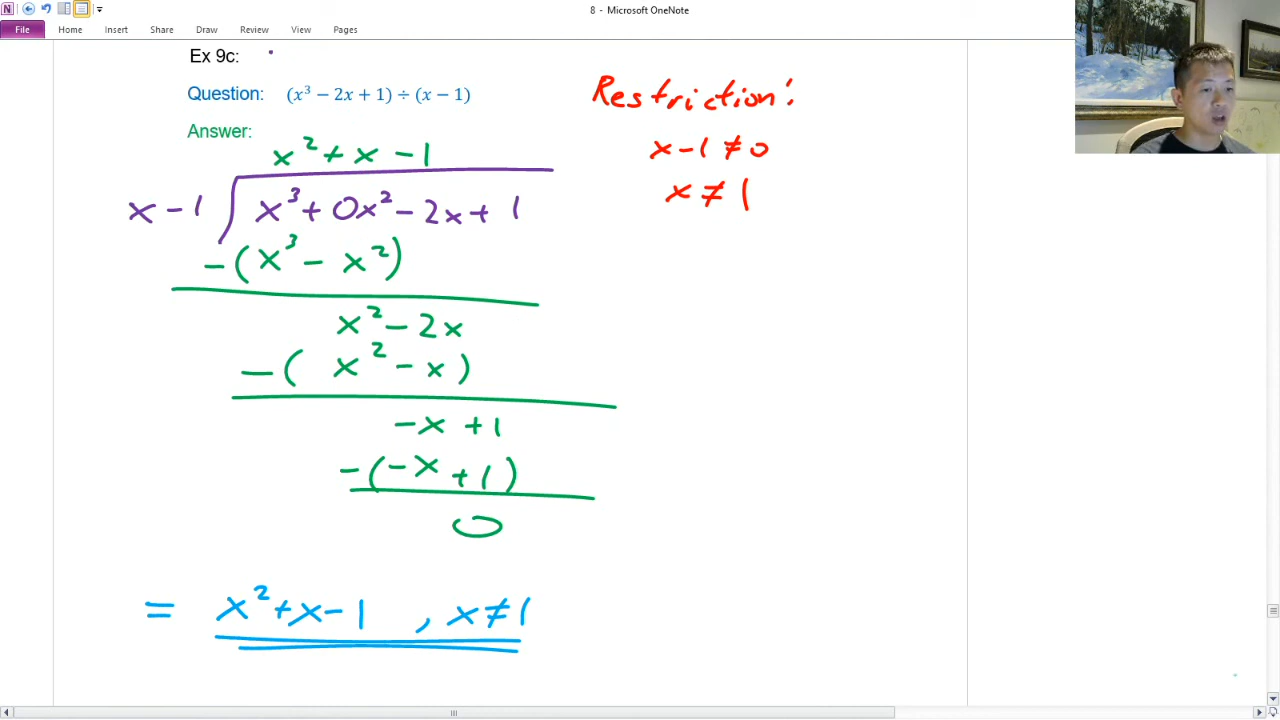 8 - Microsoft OneNote
File Home Insert Share Draw Review View Pages
Ex 9c:
Question: (x³ − 2x + 1) ÷ (x − 1)
Answer:
x² + x − 1
x − 1 x³ + 0x² − 2x + 1
− (x³ − x²)
x² − 2x
− ( x² − x)
−x + 1
− (−x + 1)
0
= x² + x − 1 , x ≠ 1
Restriction:
x − 1 ≠ 0
x ≠ 1